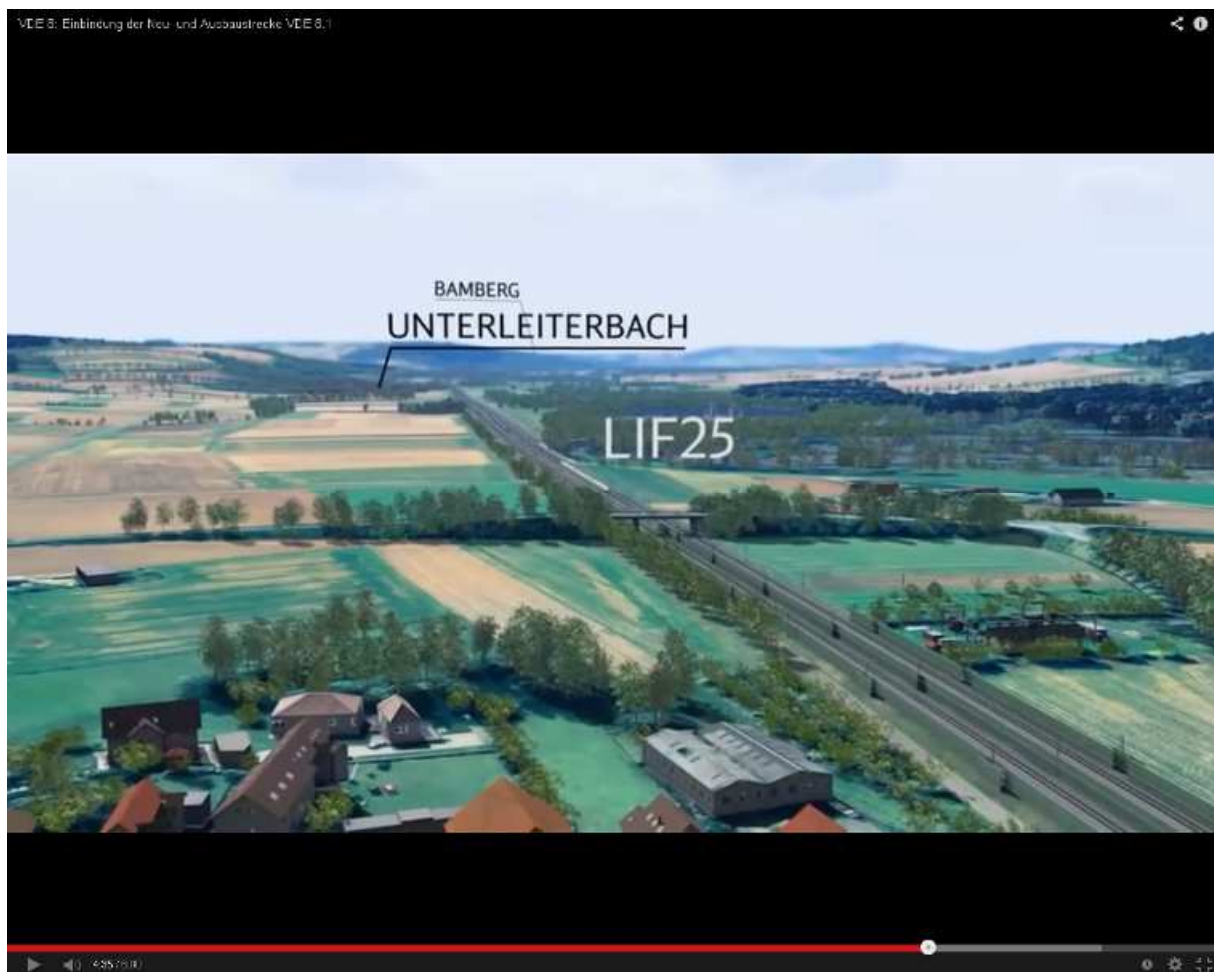 VDE 8: Einbindung der Neu- und Ausbaustrecke VDE 8.1
BAMBERG
UNTERLEITERBACH
LIF25